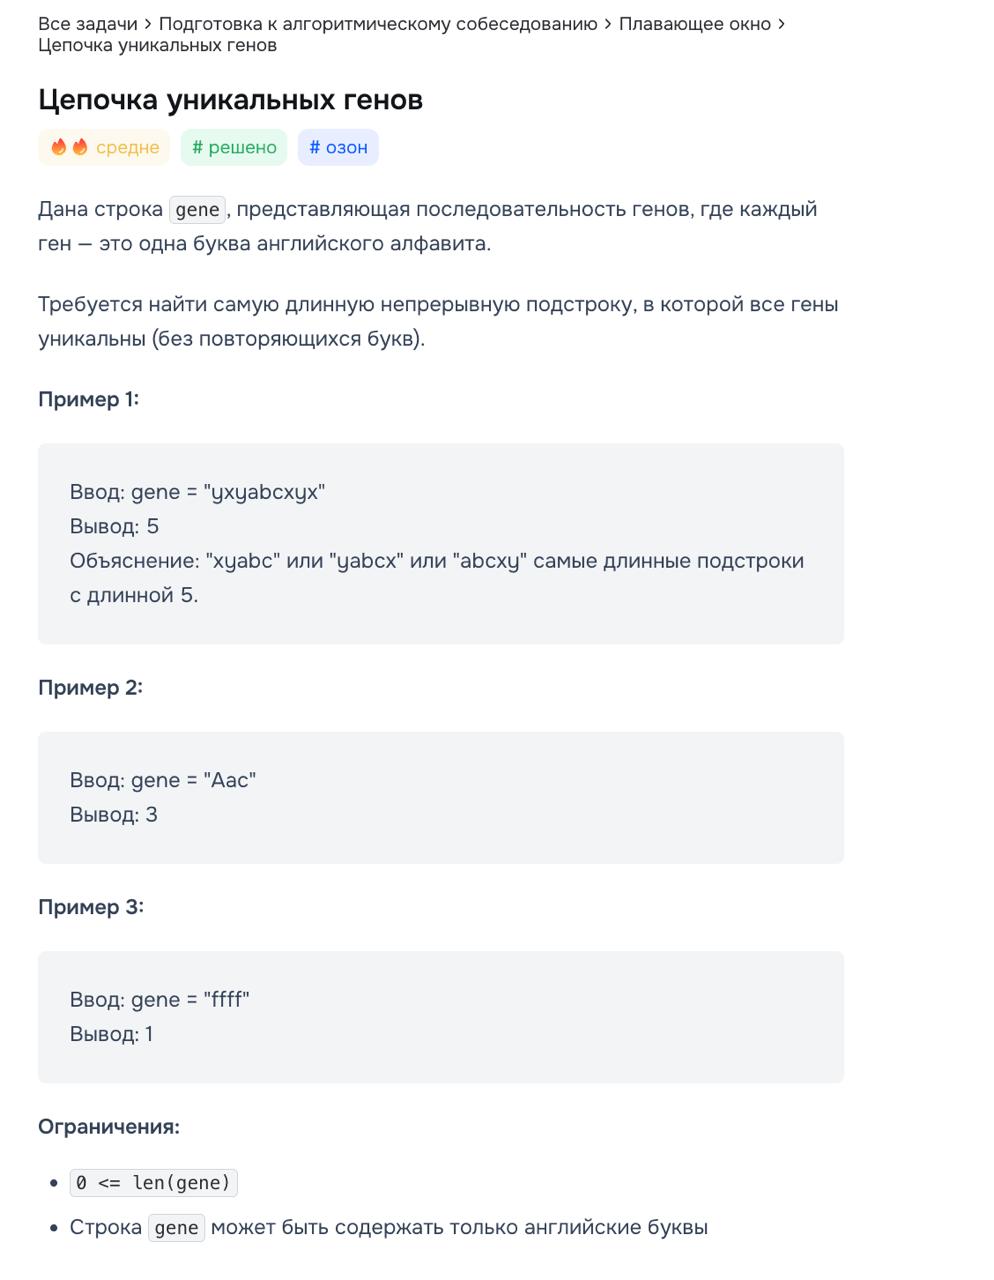 Все задачи > Подготовка к алгоритмическому собеседованию > Плавающее окно >
Цепочка уникальных генов
Цепочка уникальных генов
🔥🔥 средне # решено # озон
Дана строка gene, представляющая последовательность генов, где каждый
ген — это одна буква английского алфавита.
Требуется найти самую длинную непрерывную подстроку, в которой все гены
уникальны (без повторяющихся букв).
Пример 1:
Ввод: gene = "yxyabcxyx"
Вывод: 5
Объяснение: "xyabc" или "yabcx" или "abcxy" самые длинные подстроки
с длинной 5.
Пример 2:
Ввод: gene = "Aac"
Вывод: 3
Пример 3:
Ввод: gene = "ffff"
Вывод: 1
Ограничения:
• 0 <= len(gene)
• Строка gene может быть содержать только английские буквы